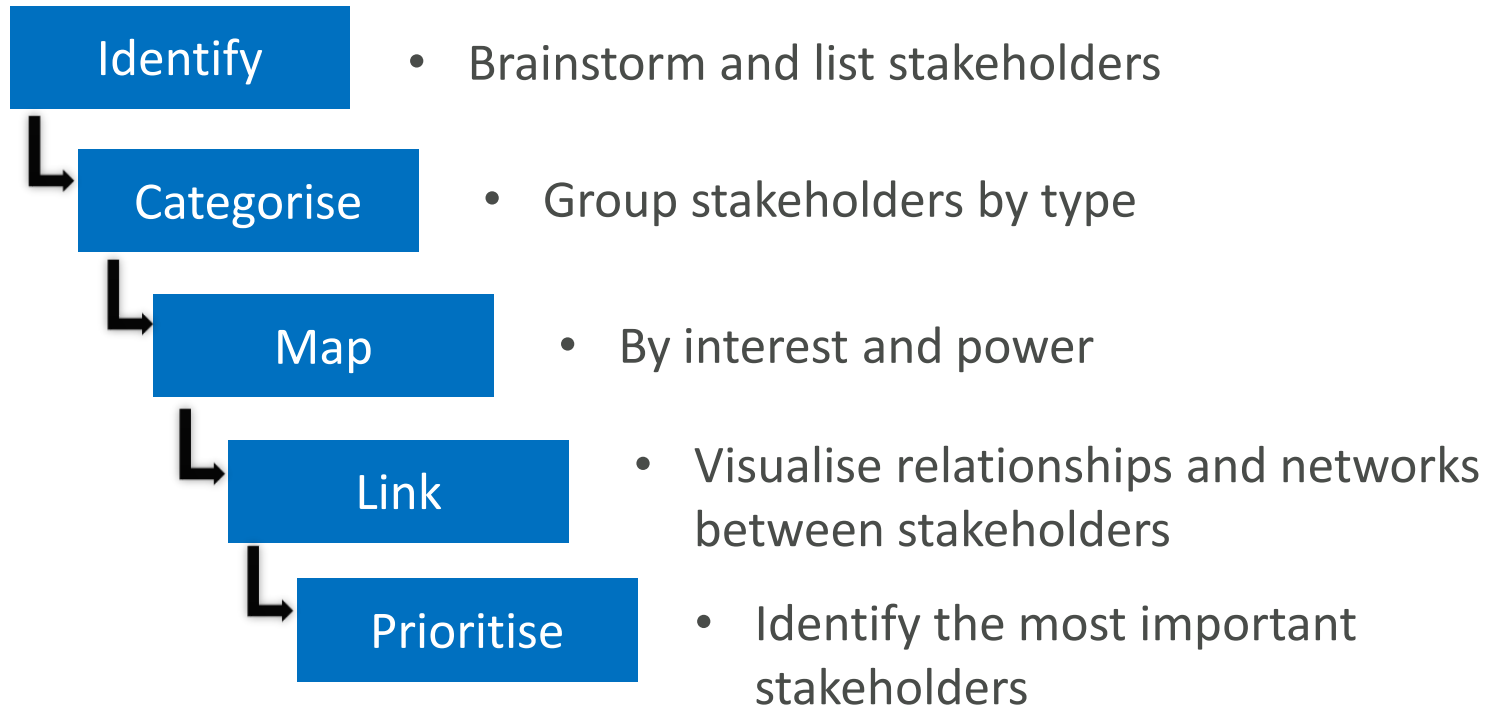 Identify
• Brainstorm and list stakeholders
Categorise
• Group stakeholders by type
Map
• By interest and power
Link
• Visualise relationships and networks
between stakeholders
Prioritise
• Identify the most important
stakeholders